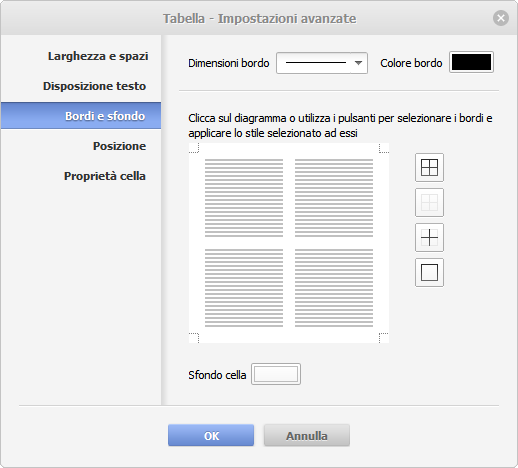 Tabella - Impostazioni avanzate
Larghezza e spazi
Disposizione testo
Bordi e sfondo
Posizione
Proprietà cella
Dimensioni bordo
Colore bordo
Clicca sul diagramma o utilizza i pulsanti per selezionare i bordi e
applicare lo stile selezionato ad essi
Sfondo cella
OK
Annulla